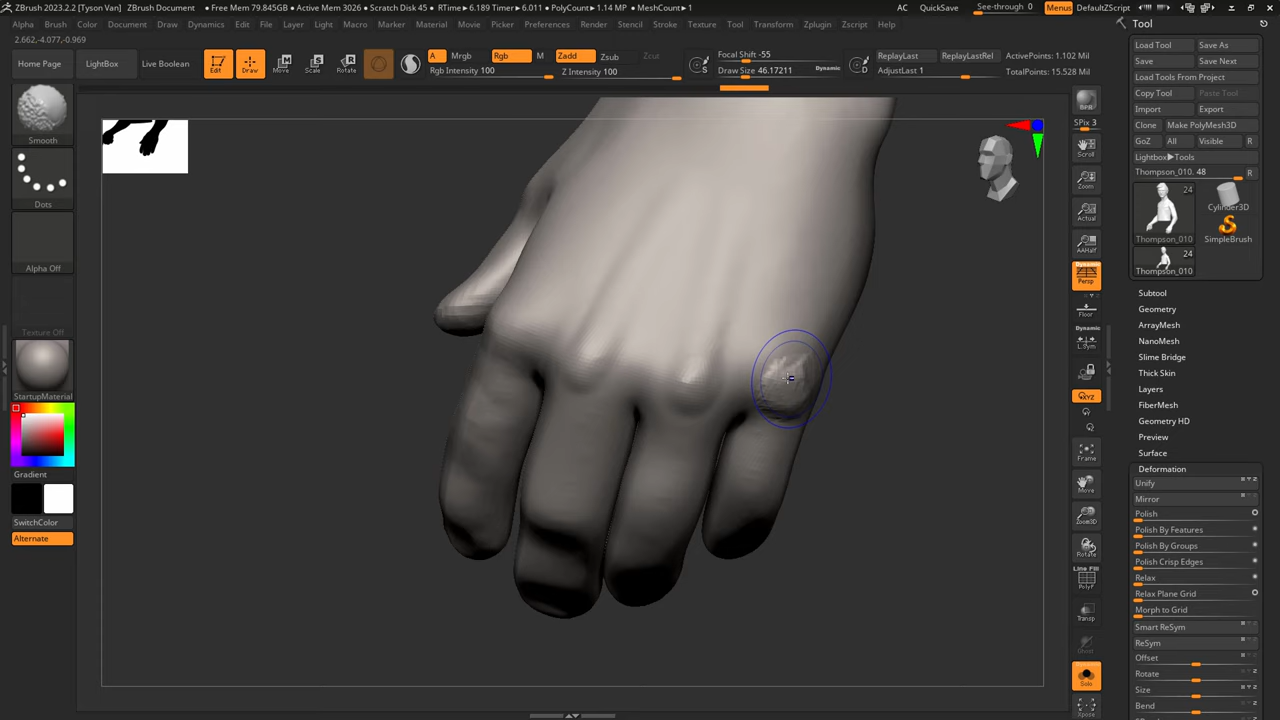 ZBrush 2023.2.2 [Tyson Van]
ZBrush Document
● Free Mem 79.845GB ● Active Mem 3026 ● Scratch Disk 45 ● RTime▸6.189 Timer▸6.011 ● PolyCount▸1.14 MP ● MeshCount▸1
AC
QuickSave
See-through 0
Menus
DefaultZScript
Alpha
Brush
Color
Document
Draw
Dynamics
Edit
File
Layer
Light
Macro
Marker
Material
Movie
Picker
Preferences
Render
Stencil
Stroke
Texture
Tool
Transform
Zplugin
Zscript
Help
2.662,-4.077,-0.969
Home Page
LightBox
Live Boolean
Edit
Draw
Move
Scale
Rotate
A
Mrgb
Rgb
M
Rgb Intensity 100
Zadd
Zsub
Zcut
Z Intensity 100
S
Focal Shift -55
Draw Size 46.17211
Dynamic
D
ReplayLast
ReplayLastRel
AdjustLast 1
ActivePoints: 1.102 Mil
TotalPoints: 15.528 Mil
Smooth
Dots
Alpha Off
Texture Off
StartupMaterial
Gradient
SwitchColor
Alternate
BPR
SPix 3
Scroll
Zoom
Actual
AAHalf
Dynamic
Persp
Floor
Dynamic
L.Sym
XYZ
Frame
Move
Zoom3D
Rotate
Line Fill
PolyF
Transp
Ghost
Dynamic
Solo
Xpose
Tool
Load Tool
Save As
Save
Save Next
Load Tools From Project
Copy Tool
Paste Tool
Import
Export
Clone
Make PolyMesh3D
GoZ
All
Visible
R
Lightbox▸Tools
Thompson_010. 48
R
24
Thompson_010
Cylinder3D
SimpleBrush
24
Thompson_010
Subtool
Geometry
ArrayMesh
NanoMesh
Slime Bridge
Thick Skin
Layers
FiberMesh
Geometry HD
Preview
Surface
Deformation
Unify
Mirror
Polish
Polish By Features
Polish By Groups
Polish Crisp Edges
Relax
Relax Plane Grid
Morph to Grid
Smart ReSym
ReSym
Offset
Rotate
Size
Bend